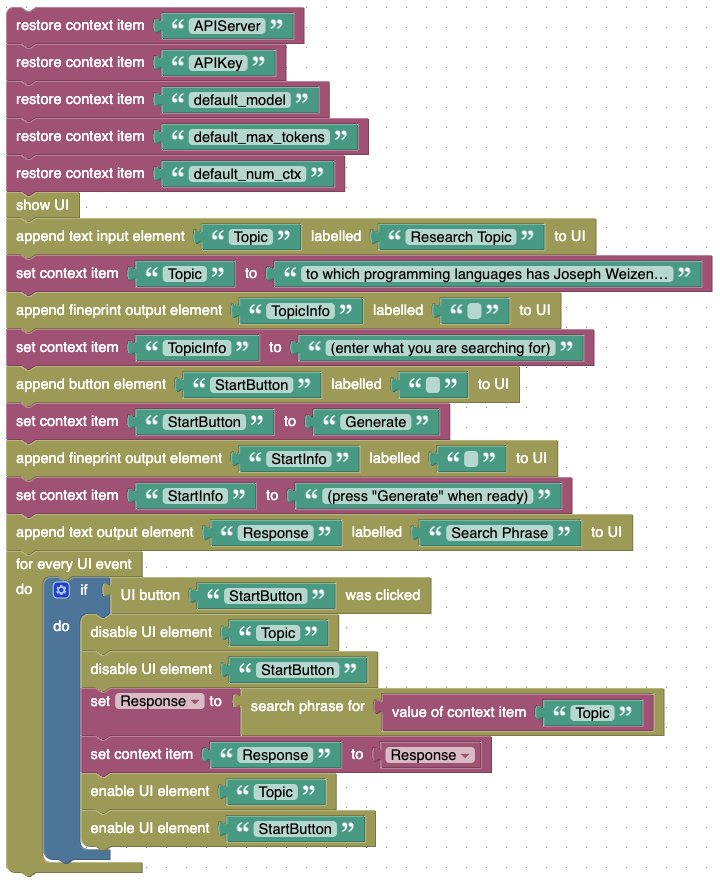 restore context item “ APIServer ”
restore context item “ APIKey ”
restore context item “ default_model ”
restore context item “ default_max_tokens ”
restore context item “ default_num_ctx ”
show UI
append text input element “ Topic ” labelled “ Research Topic ” to UI
set context item “ Topic ” to “ to which programming languages has Joseph Weizen... ”
append fineprint output element “ TopicInfo ” labelled “ ” to UI
set context item “ TopicInfo ” to “ (enter what you are searching for) ”
append button element “ StartButton ” labelled “ ” to UI
set context item “ StartButton ” to “ Generate ”
append fineprint output element “ StartInfo ” labelled “ ” to UI
set context item “ StartInfo ” to “ (press "Generate" when ready) ”
append text output element “ Response ” labelled “ Search Phrase ” to UI
for every UI event
do if UI button “ StartButton ” was clicked
do disable UI element “ Topic ”
disable UI element “ StartButton ”
set Response to search phrase for value of context item “ Topic ”
set context item “ Response ” to Response
enable UI element “ Topic ”
enable UI element “ StartButton ”